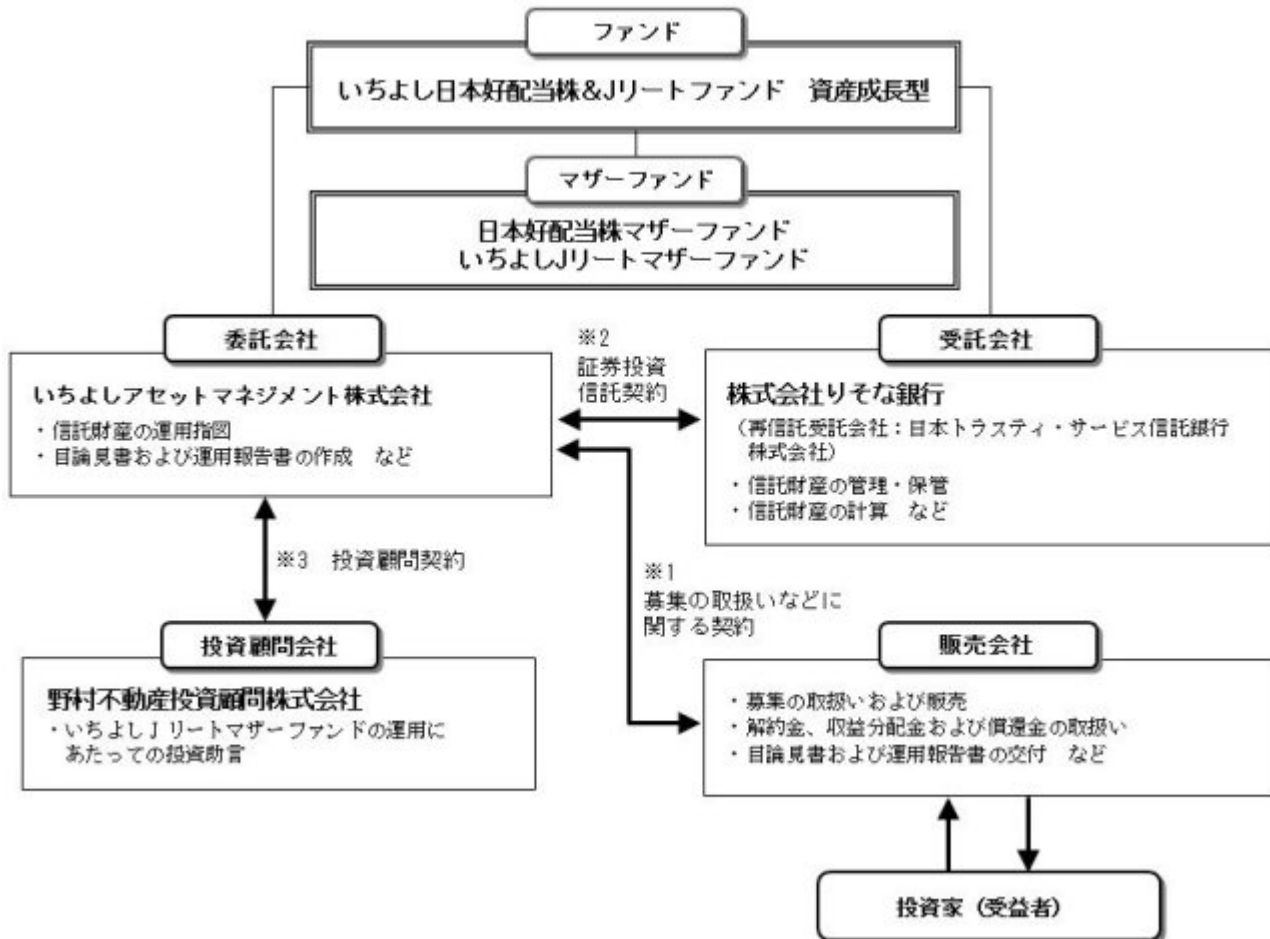 ファンド
いちよし日本好配当株&Jリートファンド　資産成長型
マザーファンド
日本好配当株マザーファンド
いちよしJリートマザーファンド
委託会社
いちよしアセットマネジメント株式会社
・信託財産の運用指図
・目論見書および運用報告書の作成　など
※2
証券投資
信託契約
受託会社
株式会社りそな銀行
（再信託受託会社：日本トラスティ・サービス信託銀行
株式会社）
・信託財産の管理・保管
・信託財産の計算　など
※3　投資顧問契約
※1
募集の取扱いなどに
関する契約
投資顧問会社
野村不動産投資顧問株式会社
・いちよしJリートマザーファンドの運用に
あたっての投資助言
販売会社
・募集の取扱いおよび販売
・解約金、収益分配金および償還金の取扱い
・目論見書および運用報告書の交付　など
投資家（受益者）